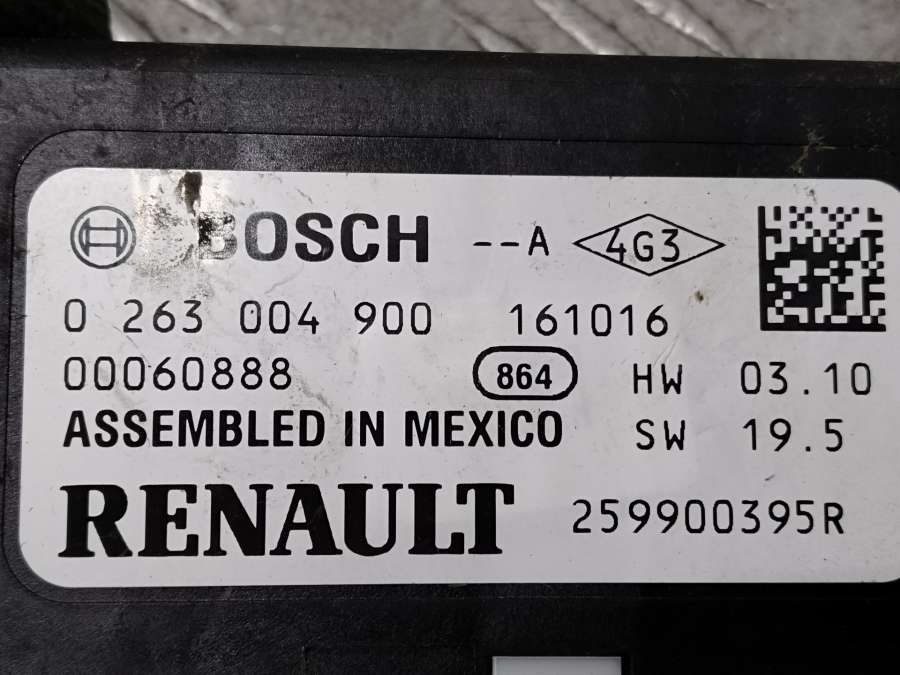 BOSCH --A 4G3
0 263 004 900 161016
00060888 864 HW 03.10
ASSEMBLED IN MEXICO SW 19.5
RENAULT 259900395R